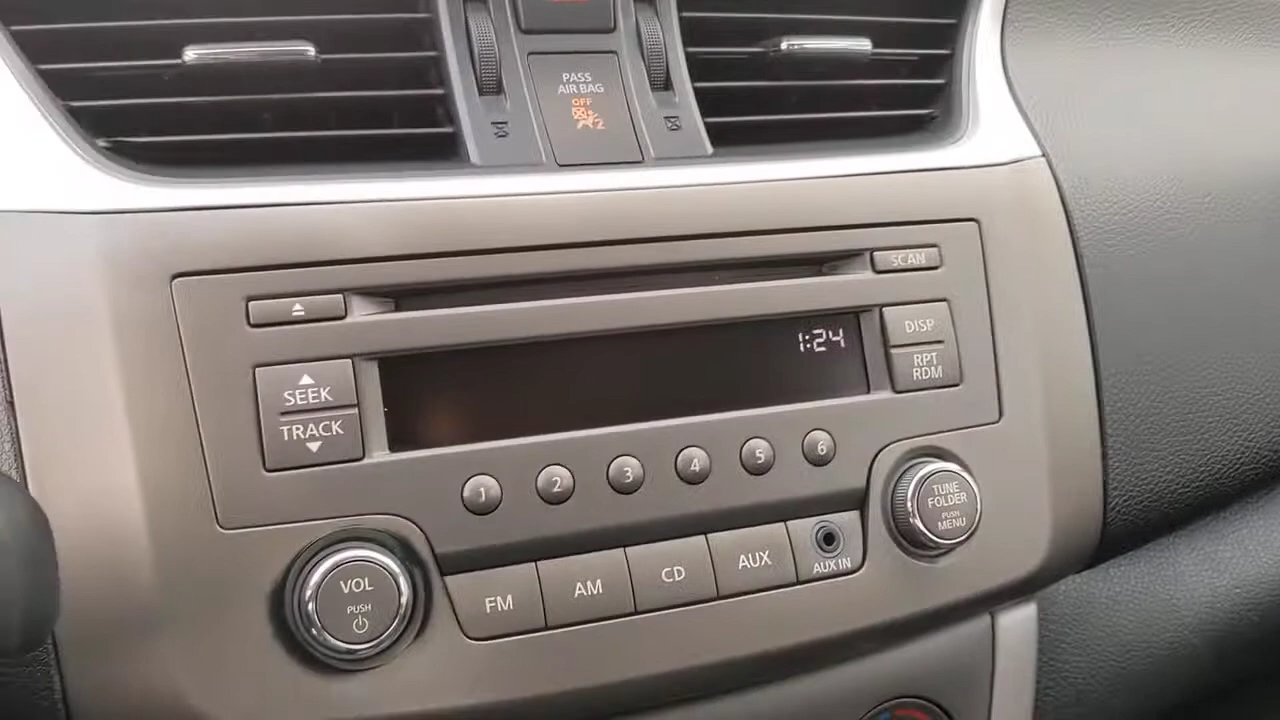 PASS
AIR BAG
OFF
2
SCAN
1:24
DISP
SEEK
RPT
RDM
TRACK
1 2 3 4 5 6
TUNE
FOLDER
PUSH
MENU
VOL
PUSH
FM AM CD AUX AUX IN